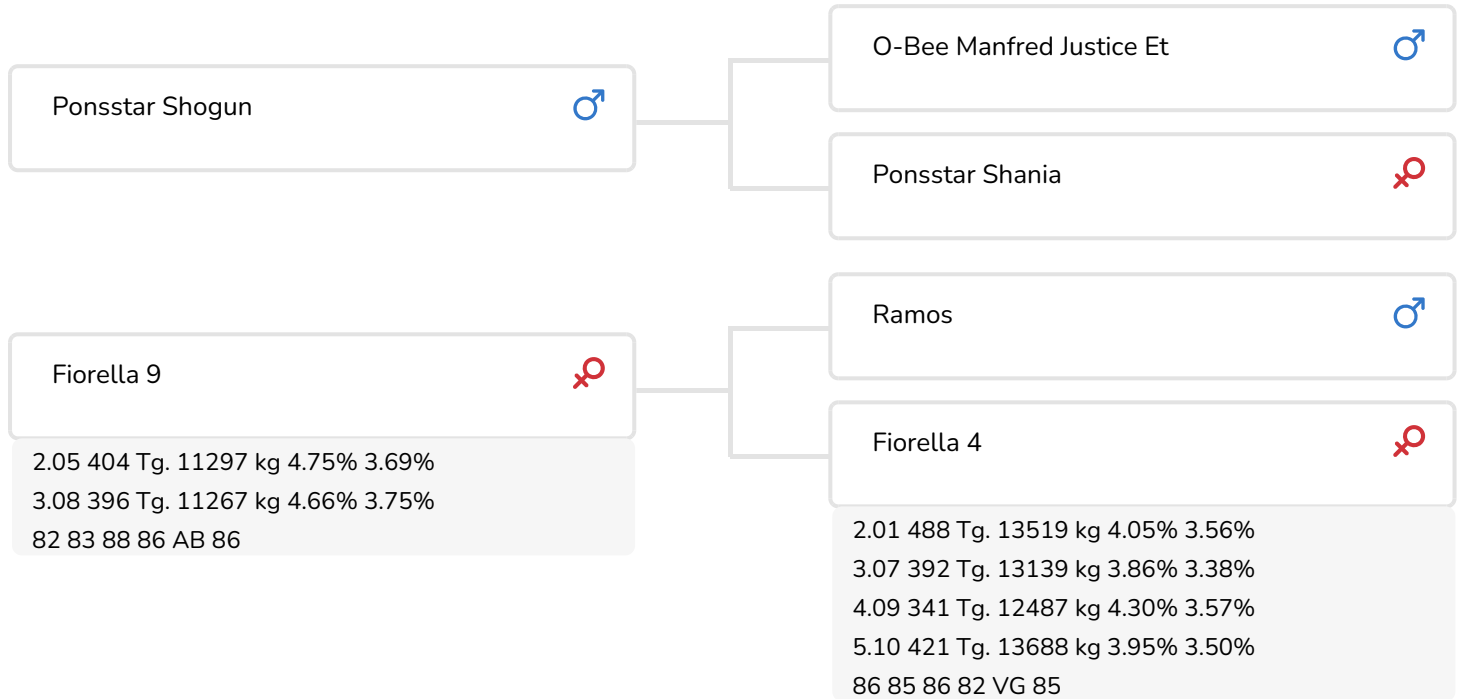 Ponsstar Shogun
O-Bee Manfred Justice Et
Ponsstar Shania
Fiorella 9
2.05 404 Tg. 11297 kg 4.75% 3.69%
3.08 396 Tg. 11267 kg 4.66% 3.75%
82 83 88 86 AB 86
Ramos
Fiorella 4
2.01 488 Tg. 13519 kg 4.05% 3.56%
3.07 392 Tg. 13139 kg 3.86% 3.38%
4.09 341 Tg. 12487 kg 4.30% 3.57%
5.10 421 Tg. 13688 kg 3.95% 3.50%
86 85 86 82 VG 85